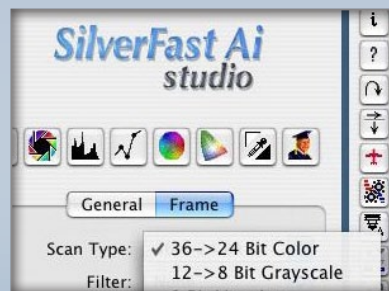 SilverFast Ai
studio
General Frame
Scan Type: ✓ 36->24 Bit Color
12->8 Bit Grayscale
Filter:
i
?